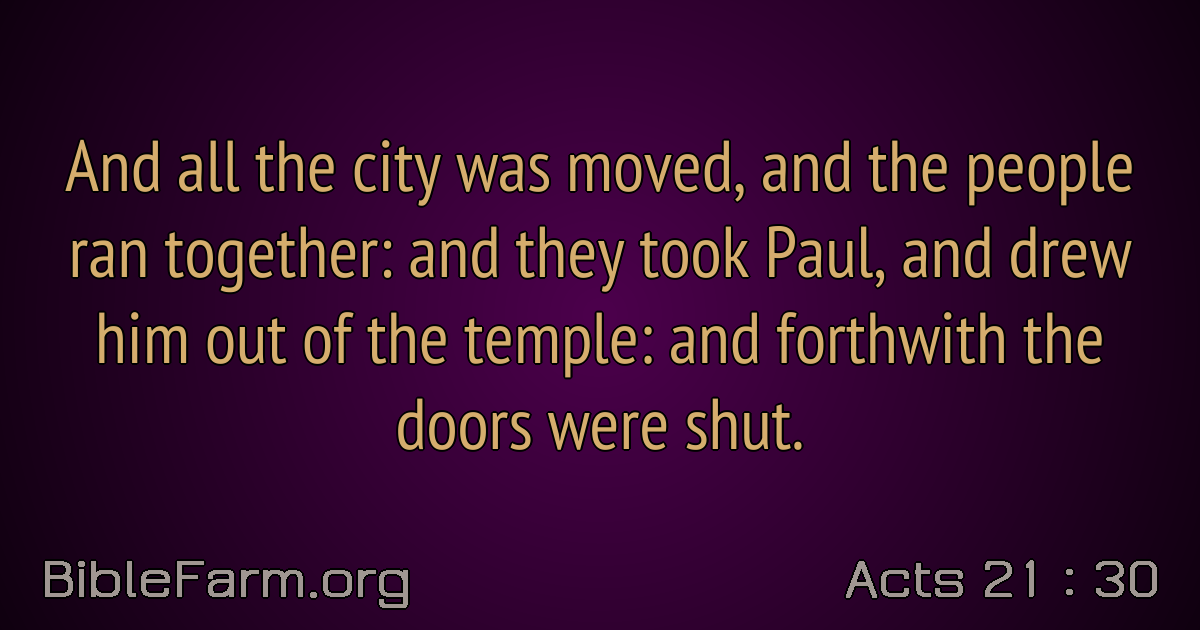 And all the city was moved, and the people
ran together: and they took Paul, and drew
him out of the temple: and forthwith the
doors were shut.
BibleFarm.org
Acts 21 : 30